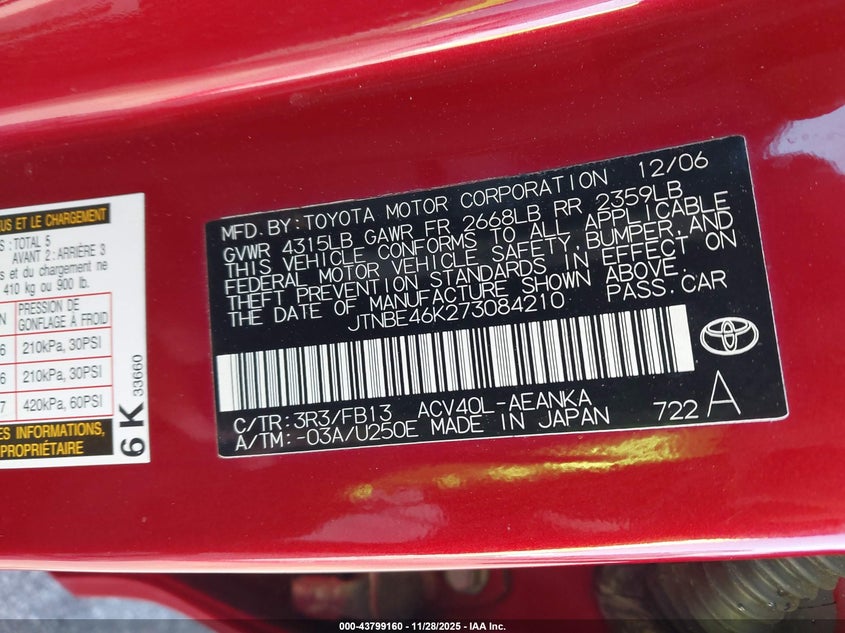 US ET LE CHARGEMENT
S : TOTAL 5
AVANT 2 : ARRIÈRE 3
s et du chargement ne
410 kg ou 900 lb.
N PRESSION DE
GONFLAGE À FROID
6 210kPa, 30PSI
6 210kPa, 30PSI
7 420kPa, 60PSI
ES INFORMATIONS,
PROPRIÉTAIRE
6 K 33660
MFD. BY: TOYOTA MOTOR CORPORATION 12/06
GVWR 4315LB GAWR FR 2668LB RR 2359LB
THIS VEHICLE CONFORMS TO ALL APPLICABLE
FEDERAL MOTOR VEHICLE SAFETY, BUMPER, AND
THEFT PREVENTION STANDARDS IN EFFECT ON
THE DATE OF MANUFACTURE SHOWN ABOVE.
JTNBE46K273084210 PASS. CAR
C/TR: 3R3/FB13 ACV40L-AEANKA
A/TM: -03A/U250E MADE IN JAPAN 722 A
000-43799160 - 11/28/2025 - IAA Inc.